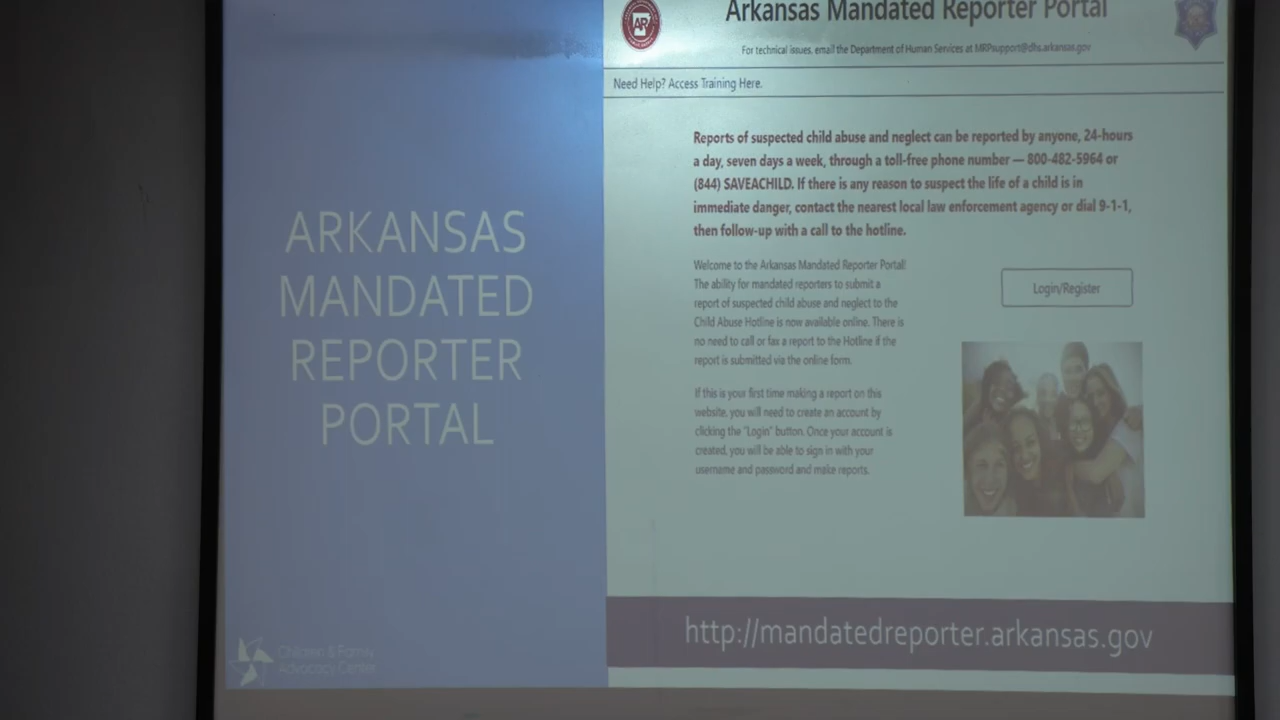 ARKANSAS
MANDATED
REPORTER
PORTAL
Children & Family
Advocacy Center
AR
Arkansas Mandated Reporter Portal
For technical issues, email the Department of Human Services at MRPsupport@dhs.arkansas.gov
Need Help? Access Training Here.
Reports of suspected child abuse and neglect can be reported by anyone, 24-hours
a day, seven days a week, through a toll-free phone number — 800-482-5964 or
(844) SAVEACHILD. If there is any reason to suspect the life of a child is in
immediate danger, contact the nearest local law enforcement agency or dial 9-1-1,
then follow-up with a call to the hotline.
Welcome to the Arkansas Mandated Reporter Portal!
The ability for mandated reporters to submit a
report of suspected child abuse and neglect to the
Child Abuse Hotline is now available online. There is
no need to call or fax a report to the Hotline if the
report is submitted via the online form.
If this is your first time making a report on this
website, you will need to create an account by
clicking the "Login" button. Once your account is
created, you will be able to sign in with your
username and password and make reports.
Login/Register
http://mandatedreporter.arkansas.gov